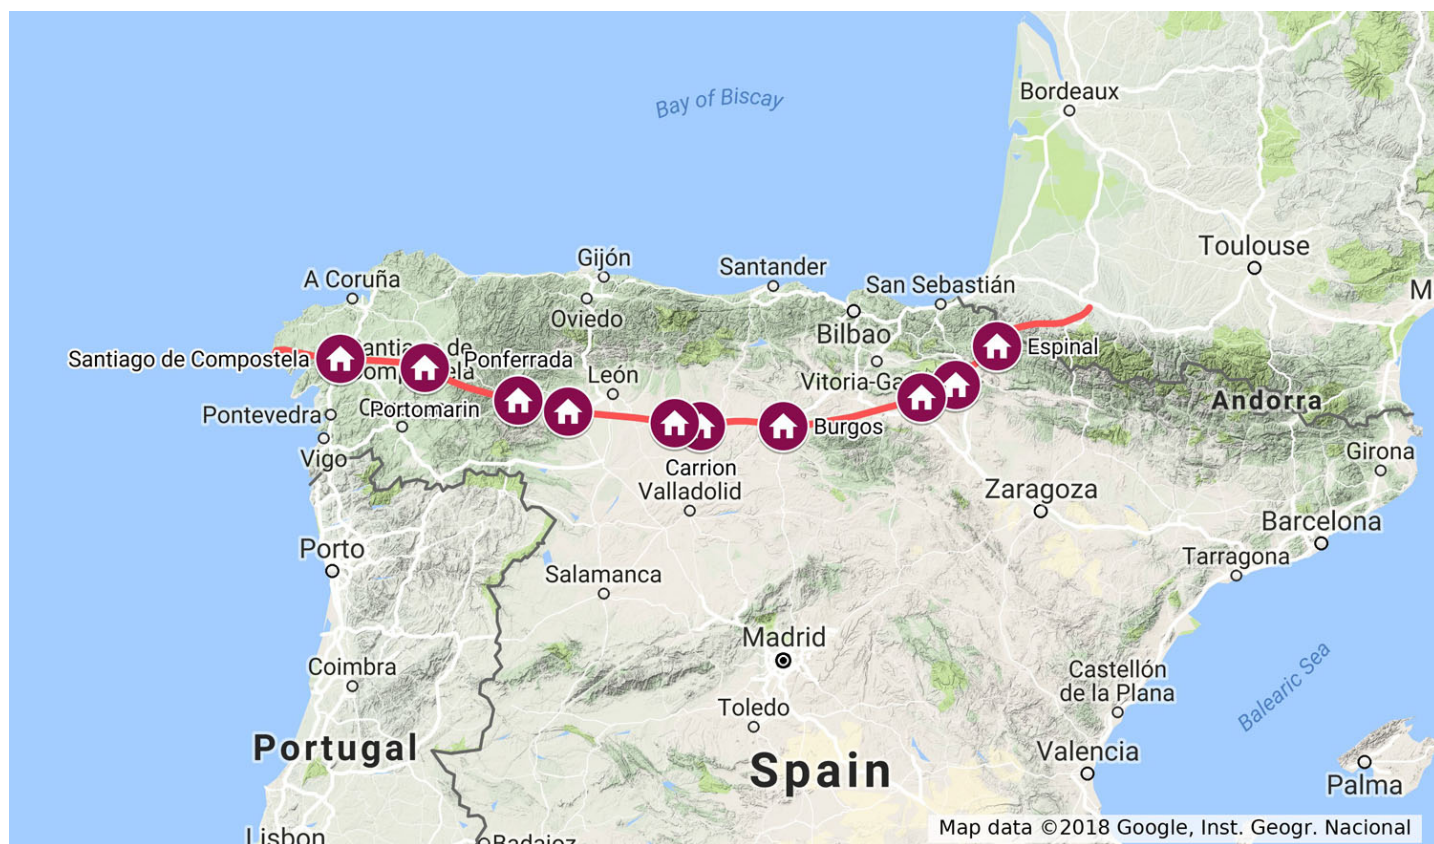 Bay of Biscay
Bordeaux
Toulouse
Gijón
Santander
A Coruña
San Sebastián
Oviedo
Bilbao
M
Santiago de Compostela
Ponferrada
Espinal
León
Vitoria-Ga
Andorra
Pontevedra
Portomarin
Burgos
Vigo
Carrion
Valladolid
Girona
Zaragoza
Barcelona
Porto
Tarragona
Salamanca
Madrid
Coimbra
Castellón
de la Plana
Balearic Sea
Toledo
Portugal
Spain
Valencia
Palma
Lisbon
Badajoz
Map data ©2018 Google, Inst. Geogr. Nacional